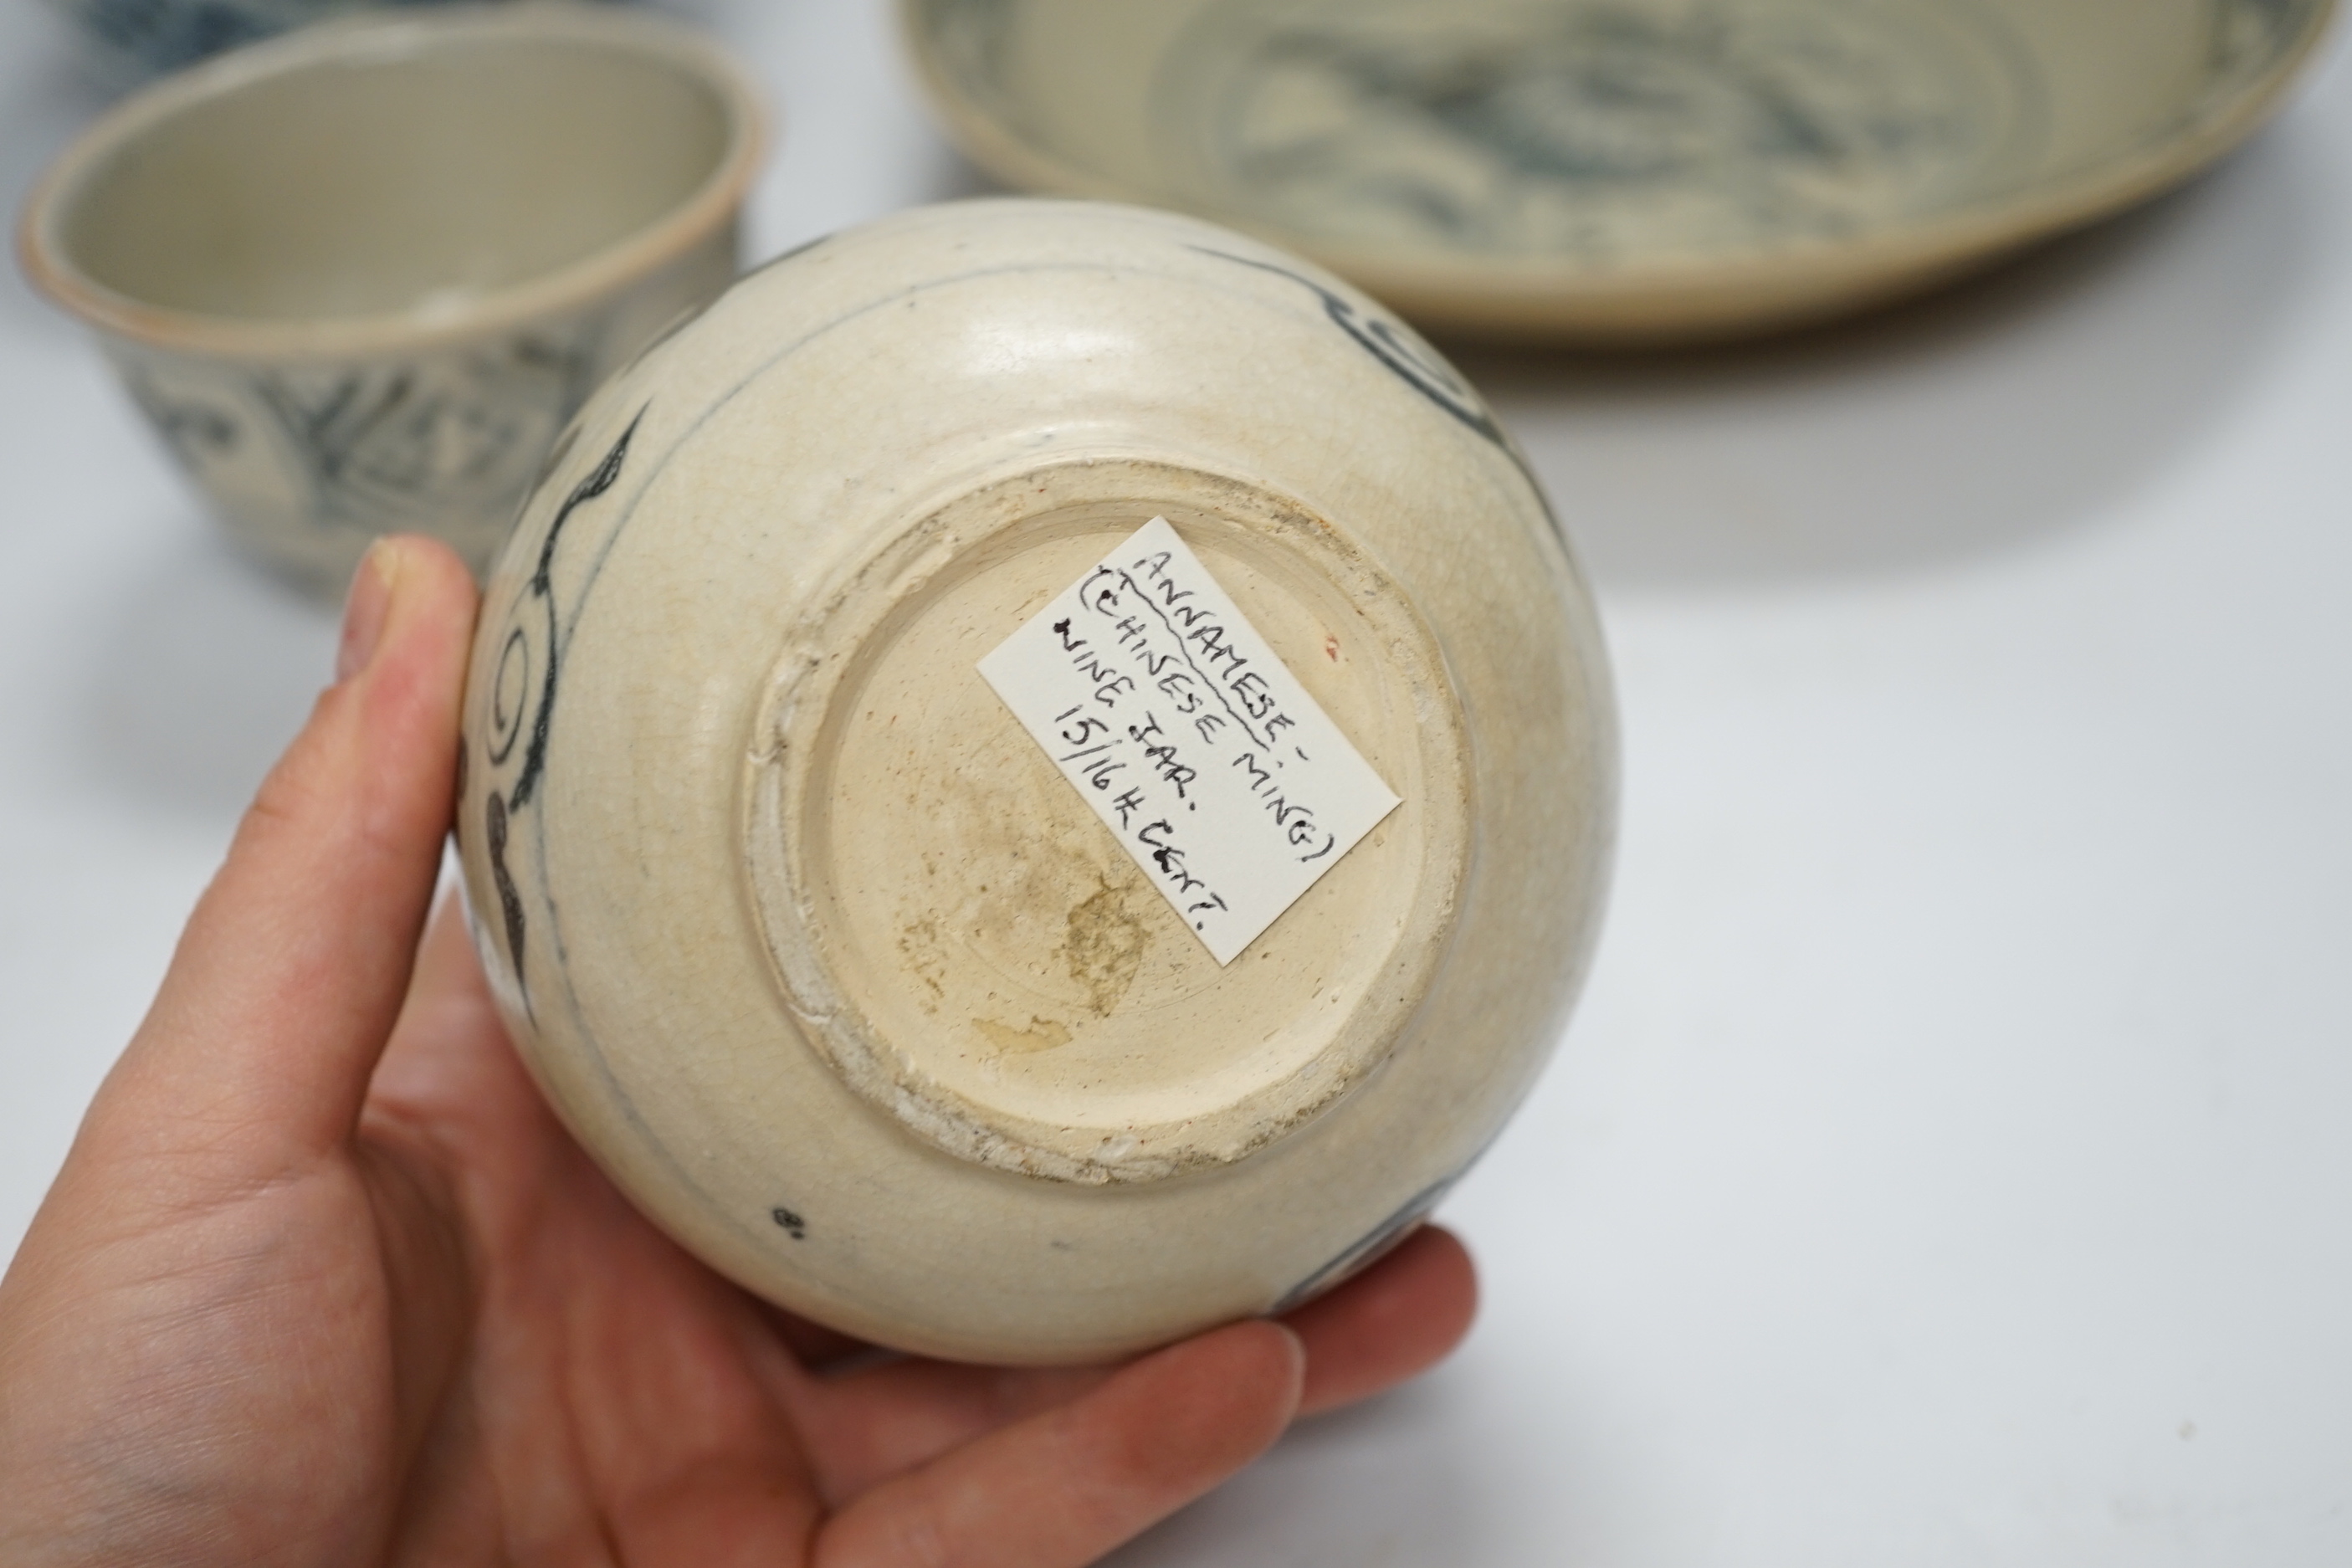 ANNAMESE.-
(CHINESE MING)
WINE JAR.
15/16th CENT.